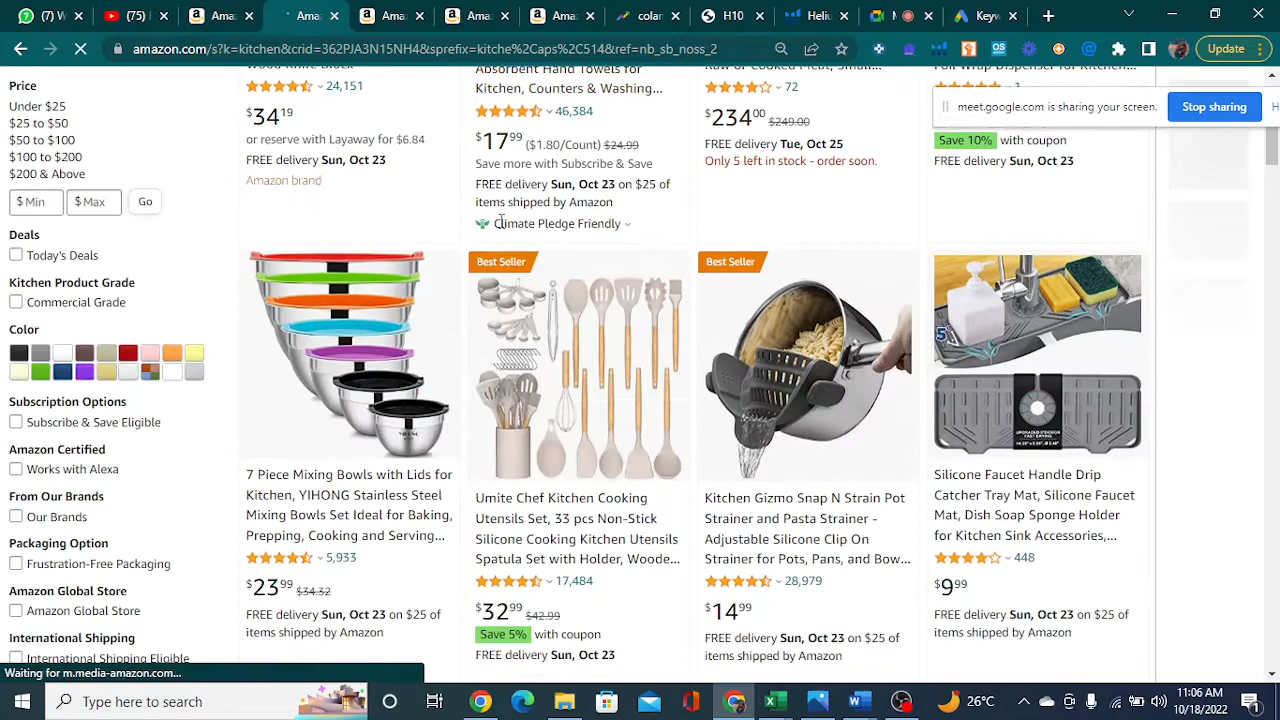 (7) W
(75)
Ama
Ama
Ama
Ama
H10
Heliu
Keyw
Update
amazon.com/s?k=kitchen&crid=362PJA3N15NH4&sprefix=kitche%2Caps%2C514&ref=nb_sb_noss_2
meet.google.com is sharing your screen.
Stop sharing
H
Price
Under $25
$25 to $50
$50 to $100
$100 to $200
$200 & Above
$ Min
$ Max
Go
Deals
Today's Deals
Kitchen Product Grade
Commercial Grade
Color
Subscription Options
Subscribe & Save Eligible
Amazon Certified
Works with Alexa
From Our Brands
Our Brands
Packaging Option
Frustration-Free Packaging
Amazon Global Store
Amazon Global Store
International Shipping
International Shipping Eligible
24,151
$34 19
or reserve with Layaway for $6.84
FREE delivery Sun, Oct 23
Amazon brand
Absorbent Hand Towels for
Kitchen, Counters & Washing...
46,384
$17 99 ($1.80/Count) $24.99
Save more with Subscribe & Save
FREE delivery Sun, Oct 23 on $25 of
items shipped by Amazon
Climate Pledge Friendly
72
$234 00 $249.00
FREE delivery Tue, Oct 25
Only 5 left in stock - order soon.
Save 10% with coupon
FREE delivery Sun, Oct 23
7 Piece Mixing Bowls with Lids for
Kitchen, YIHONG Stainless Steel
Mixing Bowls Set Ideal for Baking,
Prepping, Cooking and Serving...
5,933
$23 99 $34.32
FREE delivery Sun, Oct 23 on $25 of
items shipped by Amazon
Best Seller
Umite Chef Kitchen Cooking
Utensils Set, 33 pcs Non-Stick
Silicone Cooking Kitchen Utensils
Spatula Set with Holder, Woode...
17,484
$32 99 $42.99
Save 5% with coupon
FREE delivery Sun, Oct 23
Best Seller
Kitchen Gizmo Snap N Strain Pot
Strainer and Pasta Strainer -
Adjustable Silicone Clip On
Strainer for Pots, Pans, and Bow...
28,979
$14 99
FREE delivery Sun, Oct 23 on $25 of
items shipped by Amazon
Silicone Faucet Handle Drip
Catcher Tray Mat, Silicone Faucet
Mat, Dish Soap Sponge Holder
for Kitchen Sink Accessories,...
448
$9 99
FREE delivery Sun, Oct 23 on $25 of
items shipped by Amazon
Waiting for m.media-amazon.com...
Type here to search
26°C
11:06 AM
10/18/2022